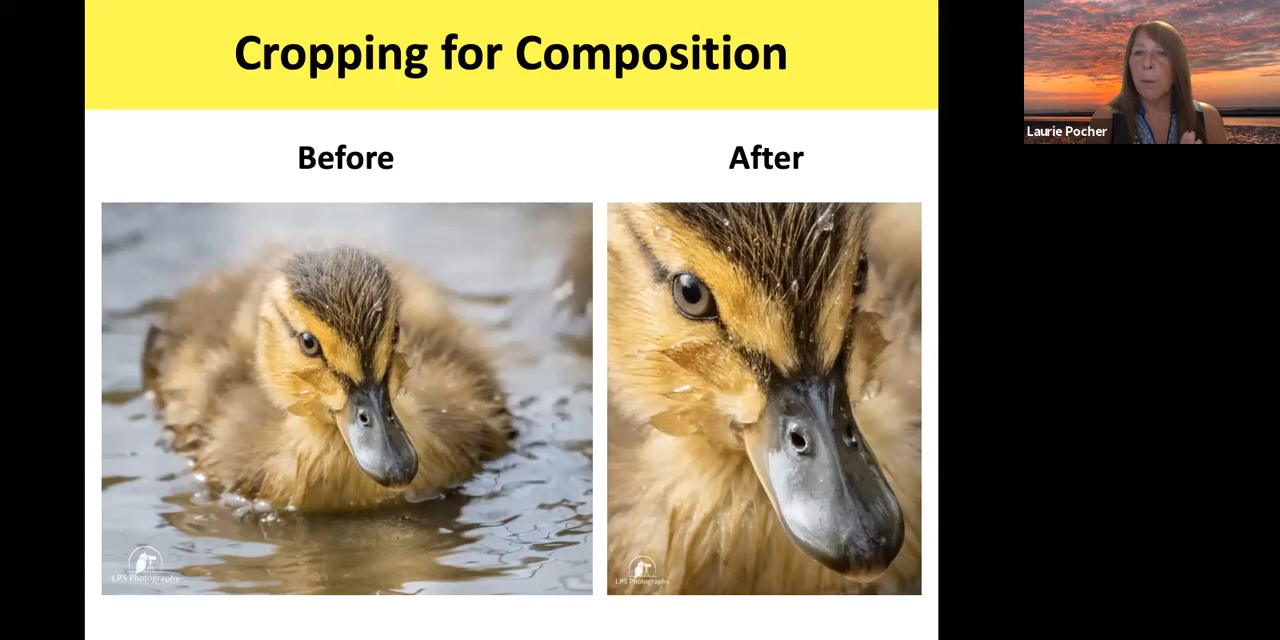 Cropping for Composition
Laurie Pocher
Before
After
LPS Photography
LPS Photography